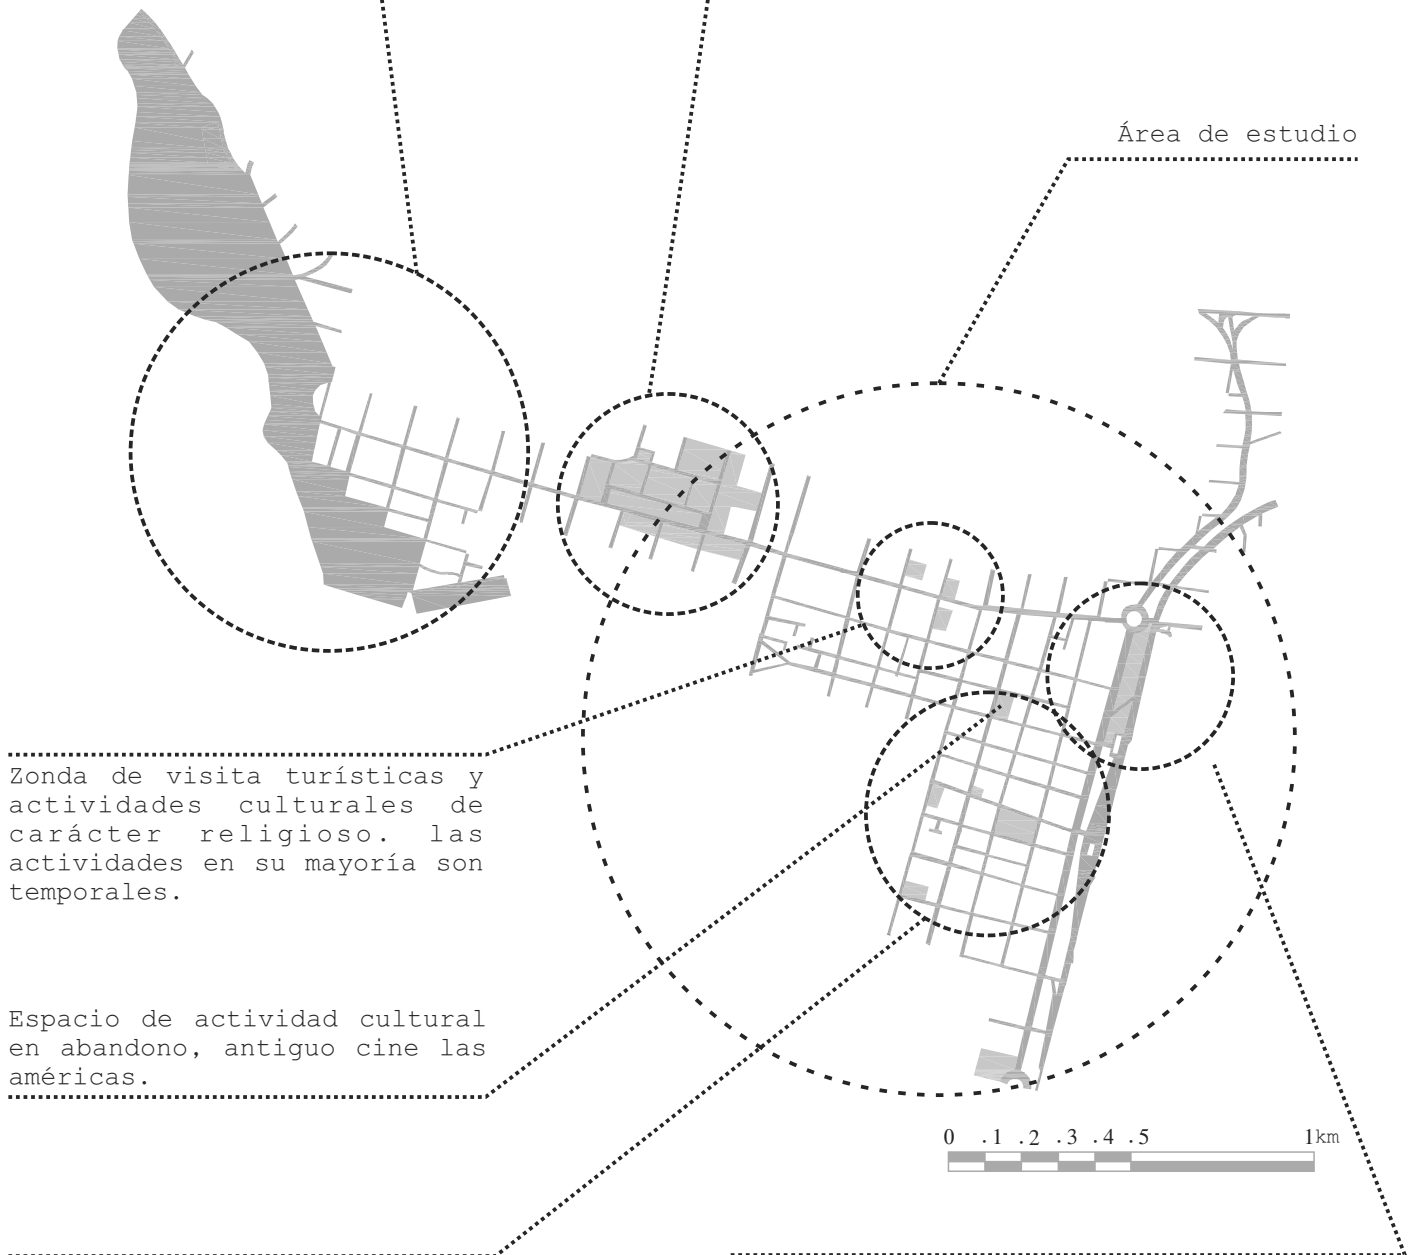 Área de estudio
Zonda de visita turísticas y
actividades culturales de
carácter religioso. las
actividades en su mayoría son
temporales.
Espacio de actividad cultural
en abandono, antiguo cine las
américas.
0 .1 .2 .3 .4 .5 1km